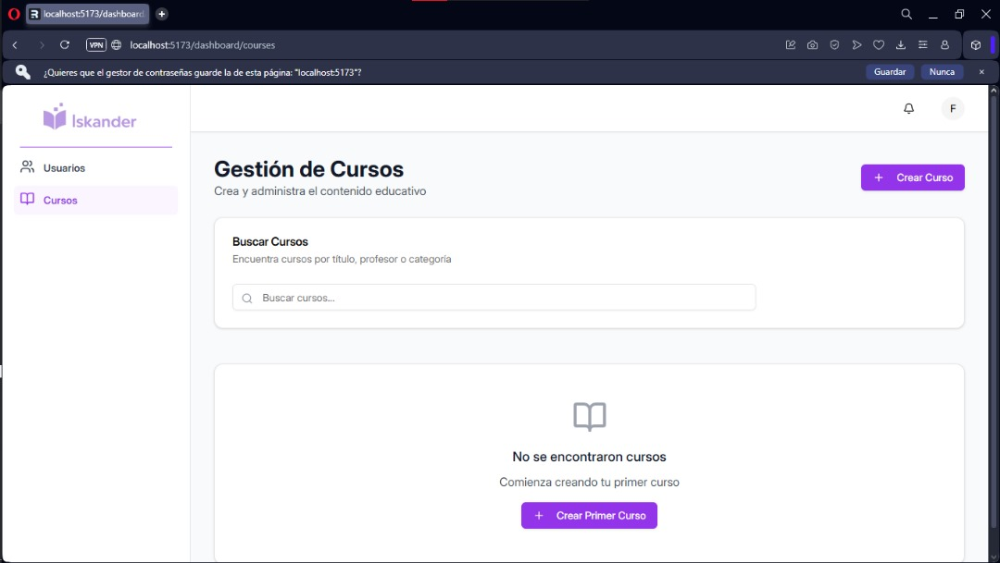 localhost:5173/dashboard
VPN
localhost:5173/dashboard/courses
¿Quieres que el gestor de contraseñas guarde la de esta página: "localhost:5173"?
Guardar
Nunca
Iskander
F
Usuarios
Cursos
Gestión de Cursos
Crea y administra el contenido educativo
Crear Curso
Buscar Cursos
Encuentra cursos por título, profesor o categoría
Buscar cursos...
No se encontraron cursos
Comienza creando tu primer curso
Crear Primer Curso